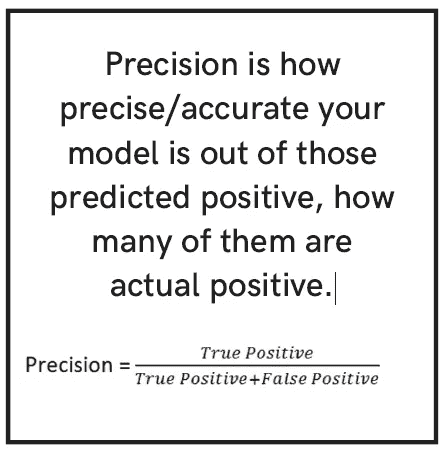 Precision is how
precise/accurate your
model is out of those
predicted positive, how
many of them are
actual positive.
Precision = True Positive / True Positive+False Positive